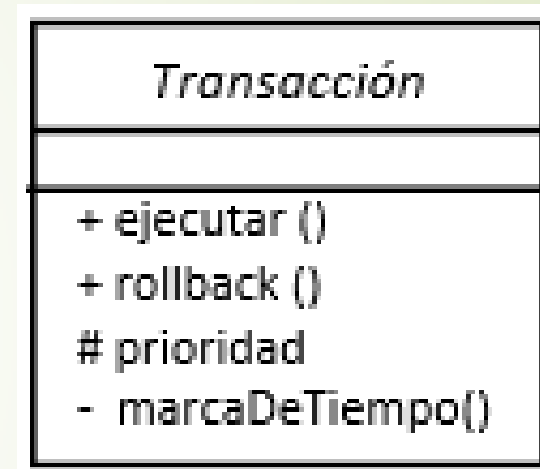 Transacción
+ ejecutar ()
+ rollback ()
# prioridad
- marcaDeTiempo()